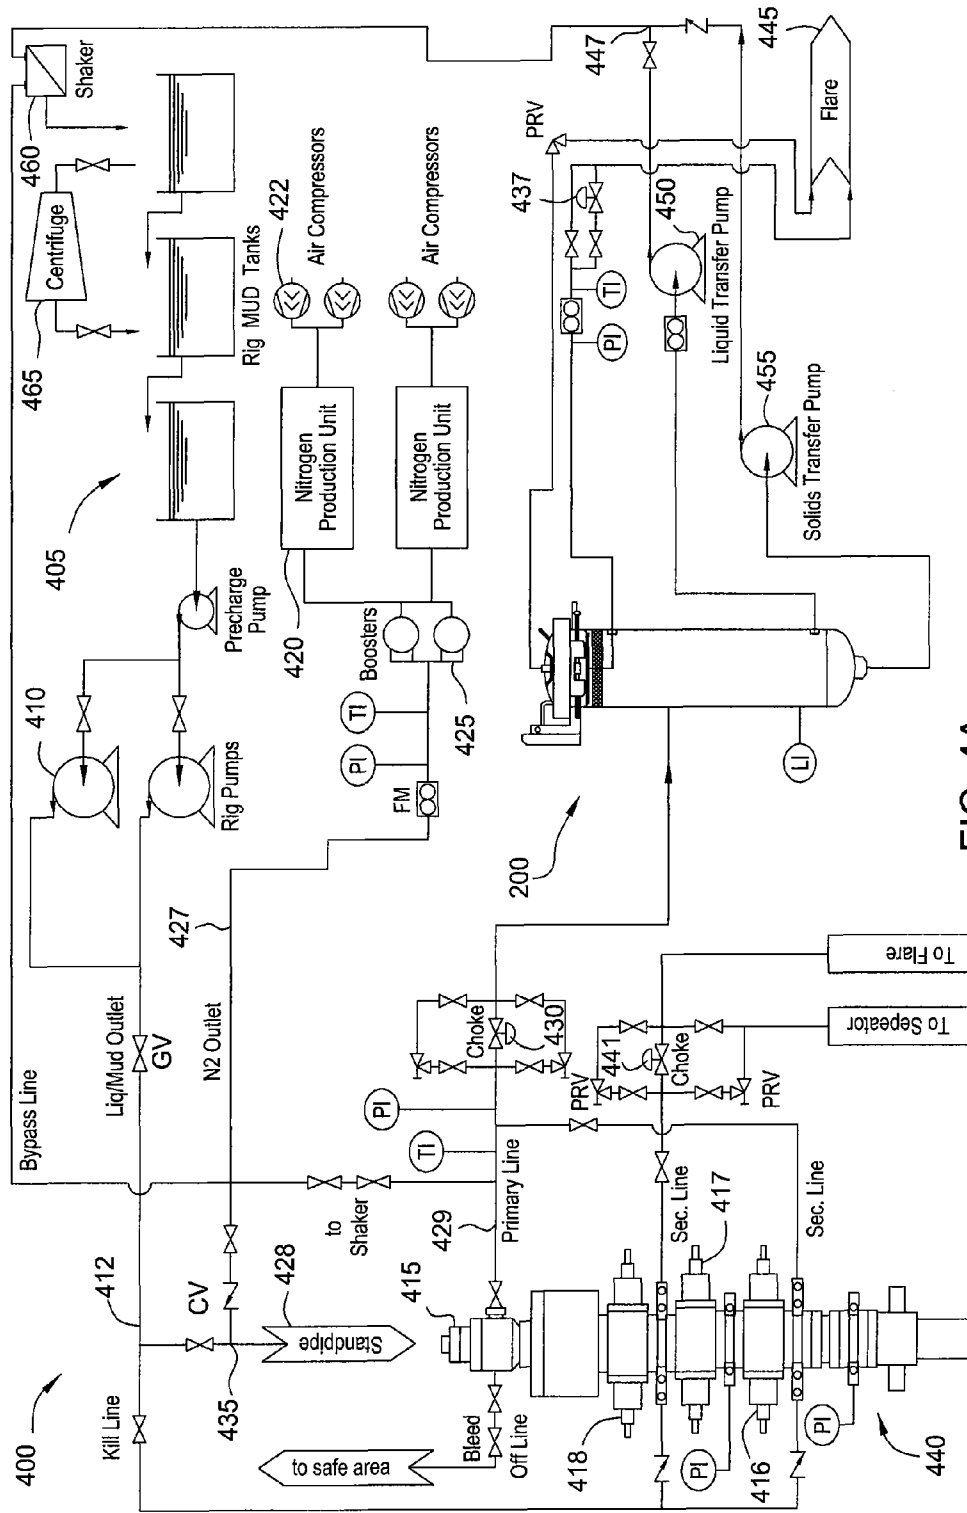 400
Kill Line
412
Liq/Mud Outlet
GV
Bypass Line
410
Rig Pumps
Precharge
Pump
405
465
Centrifuge
460
Shaker
Rig MUD Tanks
CV
435
428
Standpipe
N2 Outlet
427
to
Shaker
FM
PI
TI
425
Boosters
420
Nitrogen
Production Unit
Nitrogen
Production Unit
422
Air Compressors
Air Compressors
to safe area
Bleed
Off Line
415
429
Primary Line
TI
PI
Choke
430
PRV
200
LI
PI
TI
437
PRV
447
445
Flare
450
Liquid Transfer Pump
455
Solids Transfer Pump
418
416
417
Sec. Line
Sec. Line
441
Choke
PRV
To Sepeator
To Flare
PI
PI
440
FIG. 4A